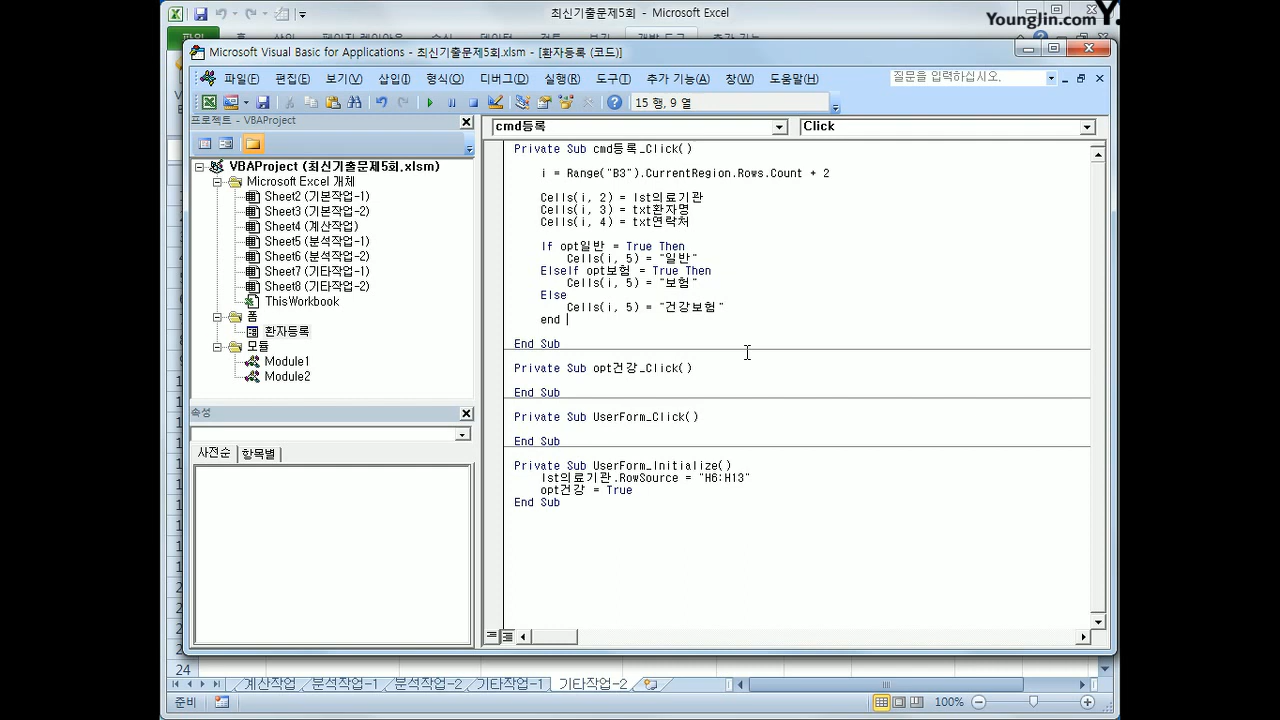 최신기출문제5회 - Microsoft Excel
YoungJin.com Y.
Microsoft Visual Basic for Applications - 최신기출문제5회.xlsm - [환자등록 (코드)]
파일(F) 편집(E) 보기(V) 삽입(I) 형식(O) 디버그(D) 실행(R) 도구(T) 추가 기능(A) 창(W) 도움말(H) 질문을 입력하십시오.
15 행, 9 열
프로젝트 - VBAProject
cmd등록 Click
VBAProject (최신기출문제5회.xlsm)
Microsoft Excel 개체
Sheet2 (기본작업-1)
Sheet3 (기본작업-2)
Sheet4 (계산작업)
Sheet5 (분석작업-1)
Sheet6 (분석작업-2)
Sheet7 (기타작업-1)
Sheet8 (기타작업-2)
ThisWorkbook
폼
환자등록
모듈
Module1
Module2
속성
사전순 항목별
Private Sub cmd등록_Click()
i = Range("B3").CurrentRegion.Rows.Count + 2
Cells(i, 2) = lst의료기관
Cells(i, 3) = txt환자명
Cells(i, 4) = txt연락처
If opt일반 = True Then
Cells(i, 5) = "일반"
ElseIf opt보험 = True Then
Cells(i, 5) = "보험"
Else
Cells(i, 5) = "건강보험"
end
End Sub
Private Sub opt건강_Click()
End Sub
Private Sub UserForm_Click()
End Sub
Private Sub UserForm_Initialize()
lst의료기관.RowSource = "H6:H13"
opt건강 = True
End Sub
24
계산작업 분석작업-1 분석작업-2 기타작업-1 기타작업-2
준비 100%